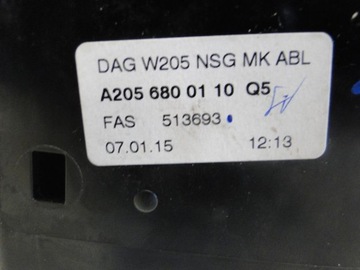 DAG W205 NSG MK ABL
A205 680 01 10 Q5
FAS 513693
07.01.15 12:13